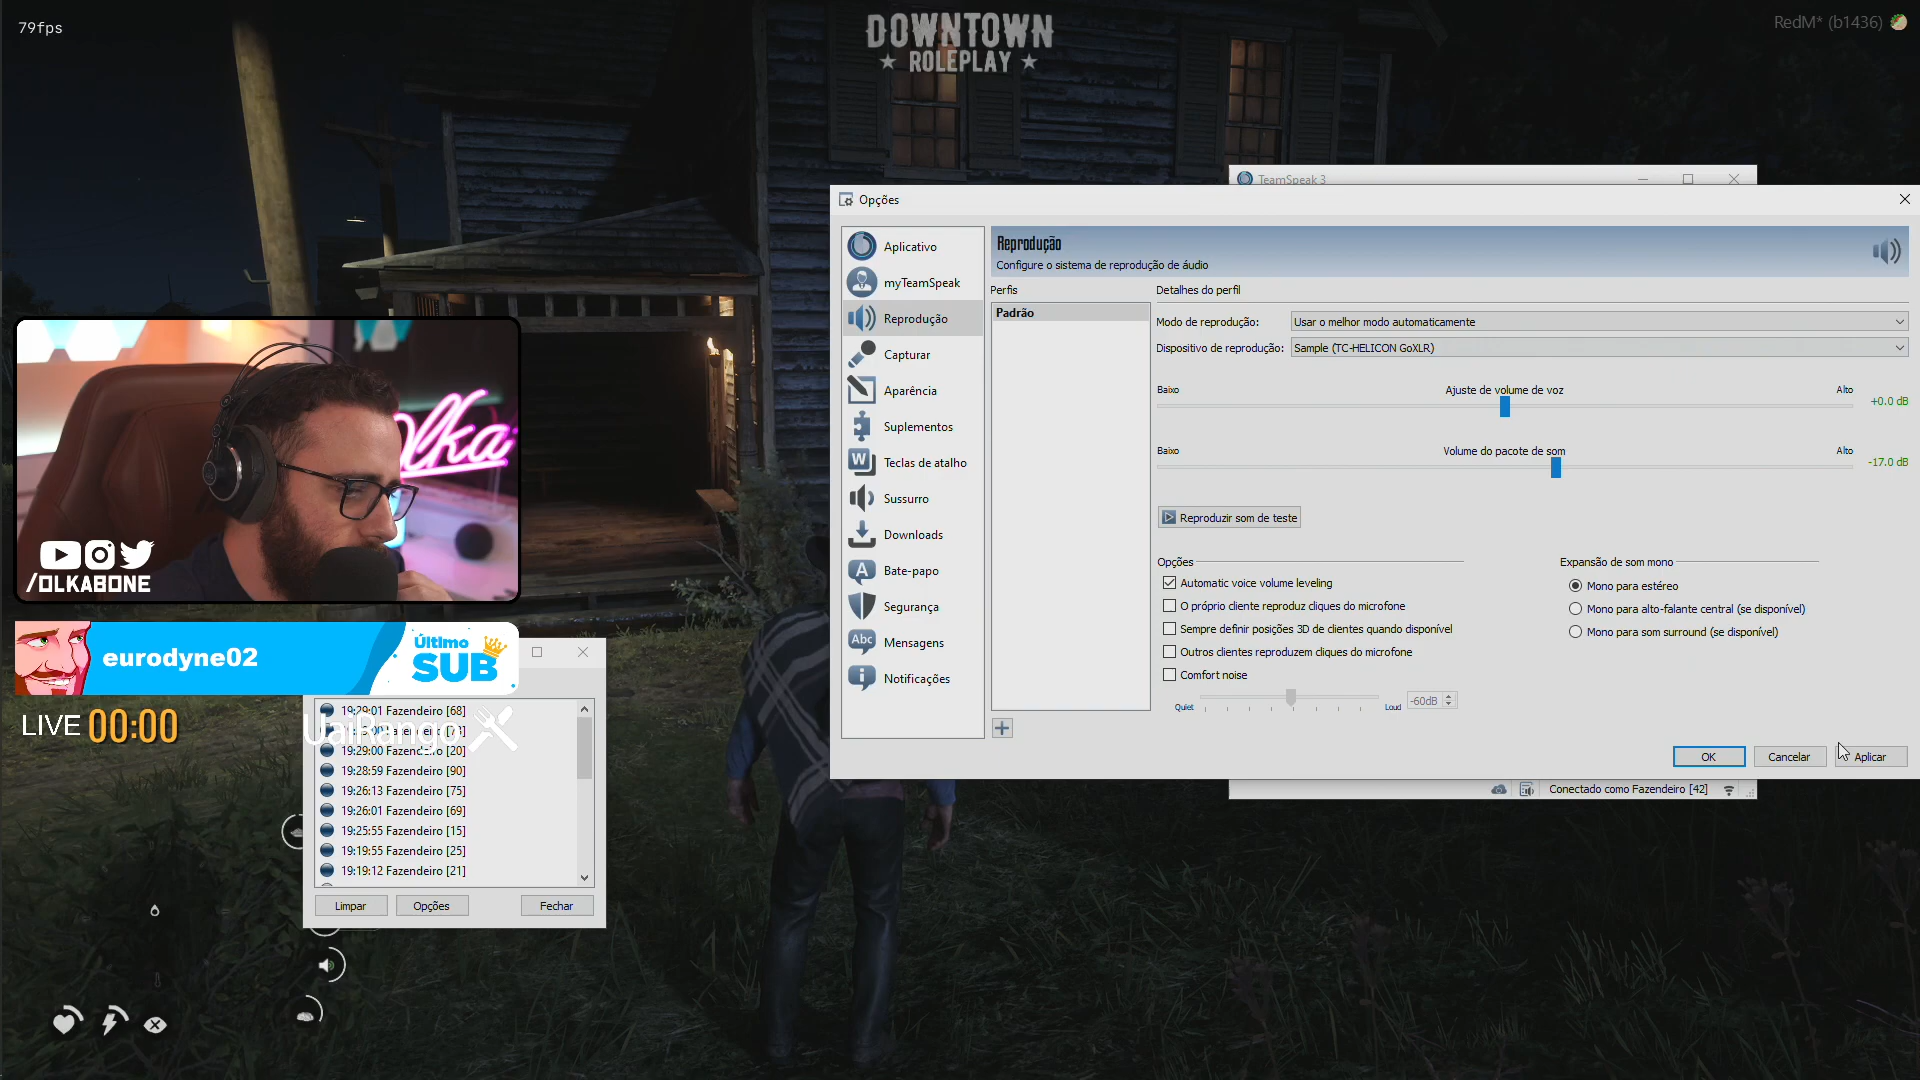 79fps
DOWNTOWN
ROLEPLAY
RedM* (b1436)
TeamSpeak 3
Opções
Aplicativo
myTeamSpeak
Reprodução
Capturar
Aparência
Suplementos
Teclas de atalho
Sussurro
Downloads
Bate-papo
Segurança
Mensagens
Notificações
Reprodução
Configure o sistema de reprodução de áudio
Perfis
Padrão
Detalhes do perfil
Modo de reprodução: Usar o melhor modo automaticamente
Dispositivo de reprodução: Sample (TC-HELICON GoXLR)
Baixo Ajuste de volume de voz Alto
+0.0 dB
Baixo Volume do pacote de som Alto
-17.0 dB
Reproduzir som de teste
Opções
Automatic voice volume leveling
O próprio cliente reproduz cliques do microfone
Sempre definir posições 3D de clientes quando disponível
Outros clientes reproduzem cliques do microfone
Comfort noise
Quiet Loud -60dB
Expansão de som mono
Mono para estéreo
Mono para alto-falante central (se disponível)
Mono para som surround (se disponível)
OK Cancelar Aplicar
Conectado como Fazendeiro [42]
Olka
/OLKABONE
eurodyne02
Último
SUB
LIVE 00:00
UaiRango
19:29:01 Fazendeiro [68]
19:29:00 Fazendeiro [20]
19:28:59 Fazendeiro [90]
19:26:13 Fazendeiro [75]
19:26:01 Fazendeiro [69]
19:25:55 Fazendeiro [15]
19:19:55 Fazendeiro [25]
19:19:12 Fazendeiro [21]
Limpar Opções Fechar